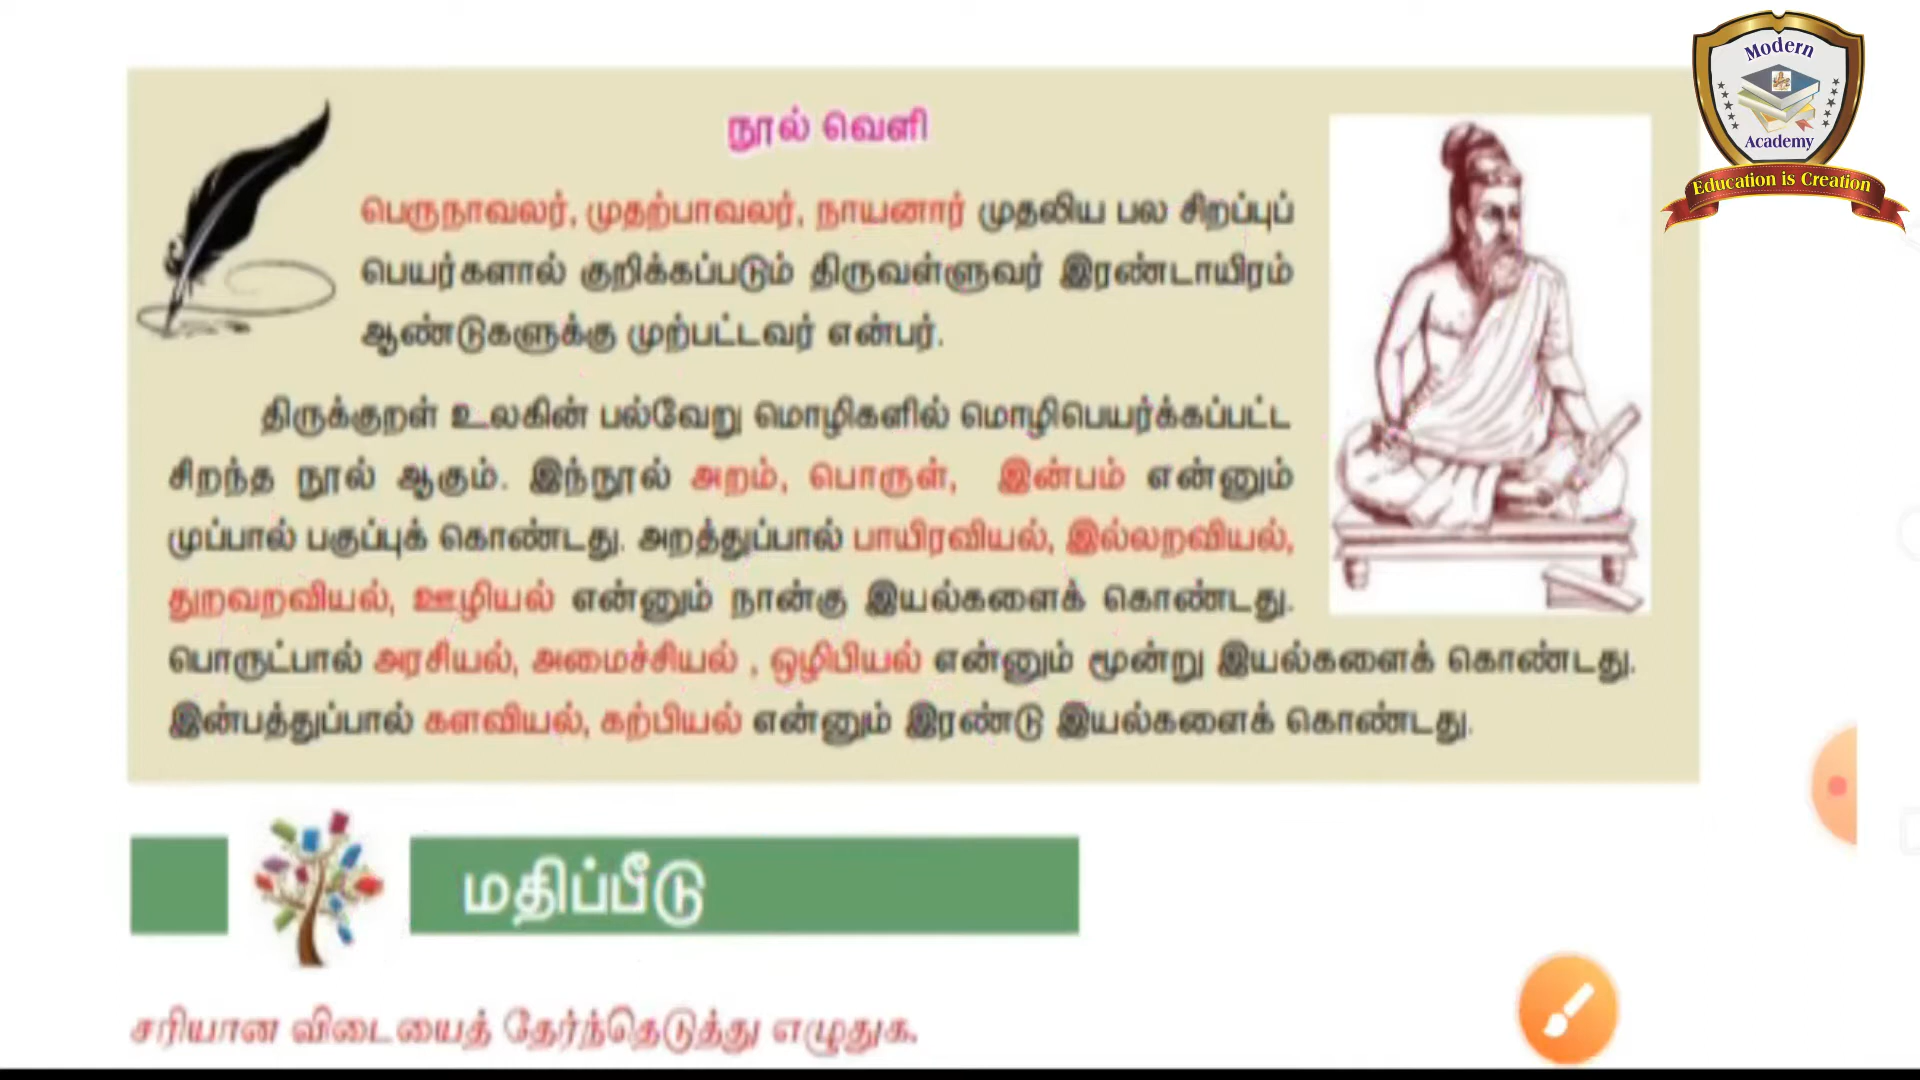 நூல் வெளி
பெருநாவலர், முதற்பாவலர், நாயனார் முதலிய பல சிறப்புப்
பெயர்களால் குறிக்கப்படும் திருவள்ளுவர் இரண்டாயிரம்
ஆண்டுகளுக்கு முற்பட்டவர் என்பர்.
திருக்குறள் உலகின் பல்வேறு மொழிகளில் மொழிபெயர்க்கப்பட்ட
சிறந்த நூல் ஆகும். இந்நூல் அறம், பொருள், இன்பம் என்னும்
முப்பால் பகுப்புக் கொண்டது. அறத்துப்பால் பாயிரவியல், இல்லறவியல்,
துறவறவியல், ஊழியல் என்னும் நான்கு இயல்களைக் கொண்டது.
பொருட்பால் அரசியல், அமைச்சியல் , ஒழிபியல் என்னும் மூன்று இயல்களைக் கொண்டது.
இன்பத்துப்பால் களவியல், கற்பியல் என்னும் இரண்டு இயல்களைக் கொண்டது.
மதிப்பீடு
சரியான விடையைத் தேர்ந்தெடுத்து எழுதுக.
Modern
Academy
Education is Creation